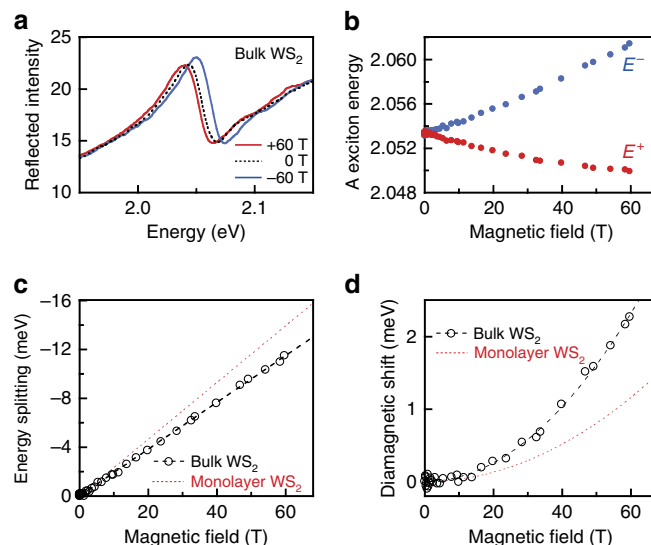 a
Reflected intensity
25
20
15
10
Bulk WS₂
+60 T
0 T
−60 T
2.0
2.1
Energy (eV)
b
A exciton energy
2.060
2.056
2.052
2.048
E⁻
E⁺
0
20
40
60
Magnetic field (T)
c
Energy splitting (meV)
−16
−12
−8
−4
0
Bulk WS₂
Monolayer WS₂
0
20
40
60
Magnetic field (T)
d
Diamagnetic shift (meV)
2
1
0
Bulk WS₂
Monolayer WS₂
0
20
40
60
Magnetic field (T)